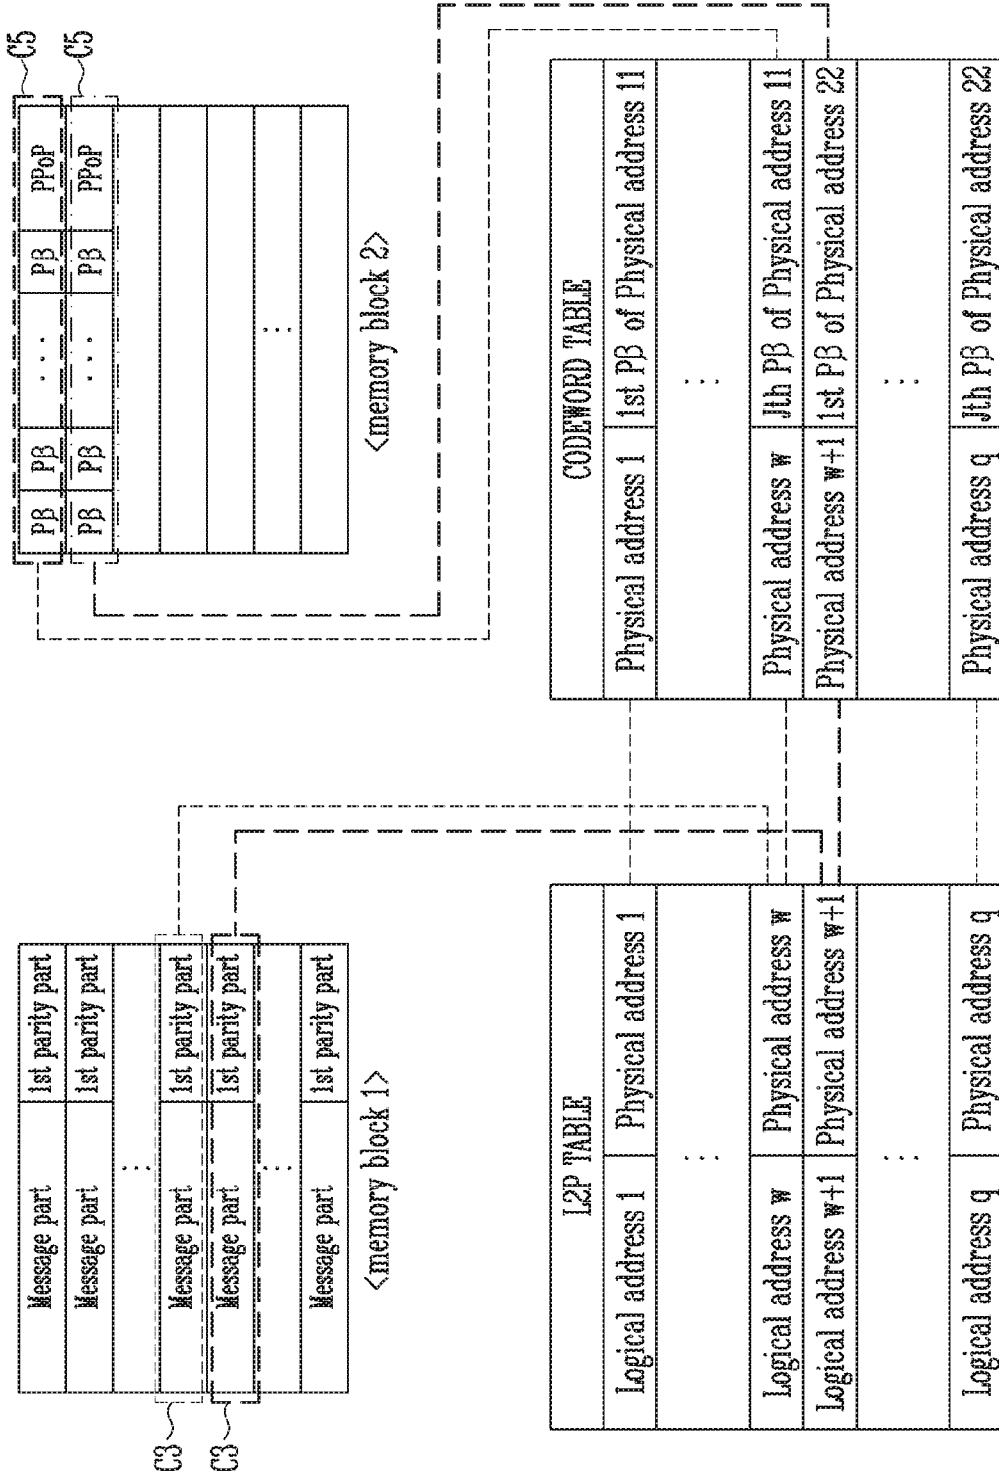 Message part 1st parity part
Message part 1st parity part
...
C3 Message part 1st parity part
C3 Message part 1st parity part
...
Message part 1st parity part
<memory block 1>
Pβ Pβ ... Pβ PPoP C5
Pβ Pβ ... Pβ PPoP C5
...
<memory block 2>
L2P TABLE
Logical address 1 Physical address 1
...
Logical address w Physical address w
Logical address w+1 Physical address w+1
...
Logical address q Physical address q
CODEWORD TABLE
Physical address 1 1st Pβ of Physical address 11
...
Physical address w Jth Pβ of Physical address 11
Physical address w+1 1st Pβ of Physical address 22
...
Physical address q Jth Pβ of Physical address 22